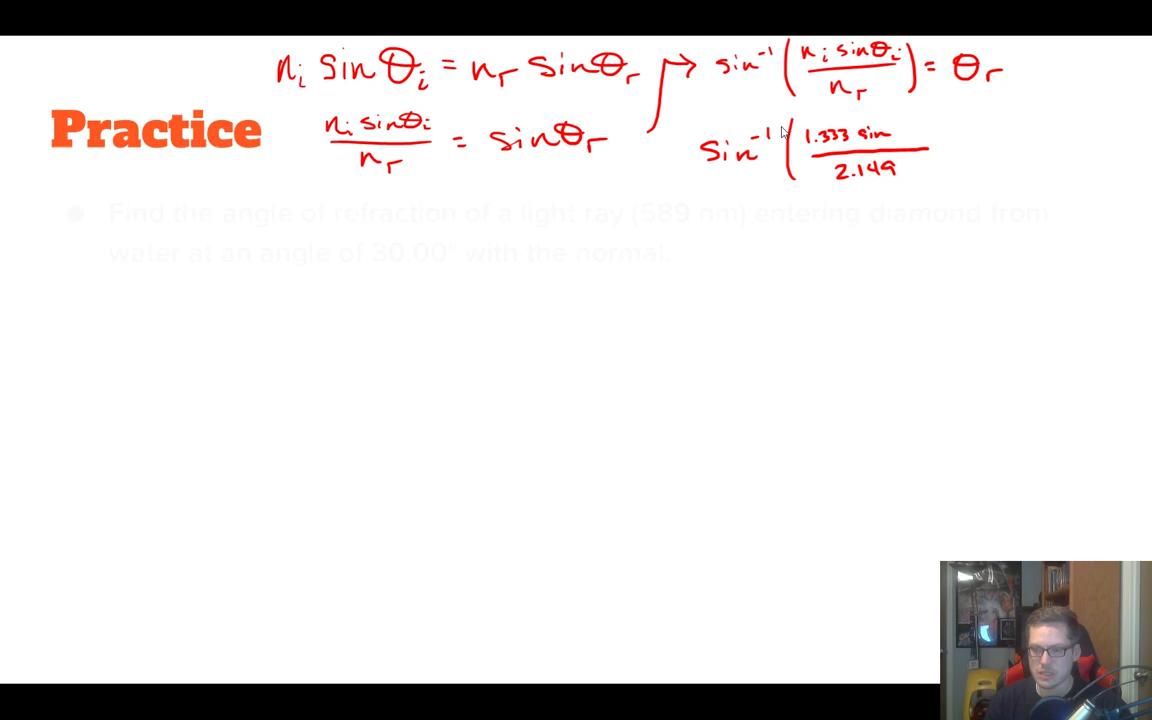 nᵢ sin θᵢ = nᵣ sin θᵣ → sin⁻¹ (nᵢ sin θᵢ / nᵣ) = θᵣ
Practice
nᵢ sin θᵢ / nᵣ = sin θᵣ
sin⁻¹ (1.333 sin / 2.149
● Find the angle of refraction of a light ray (589 nm) entering diamond from
water at an angle of 30.00° with the normal.